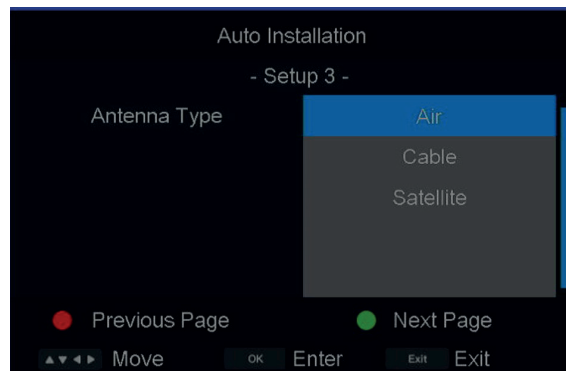 Auto Installation
- Setup 3 -
Antenna Type Air
Cable
Satellite
Previous Page Next Page
▲▼◄► Move OK Enter Exit Exit